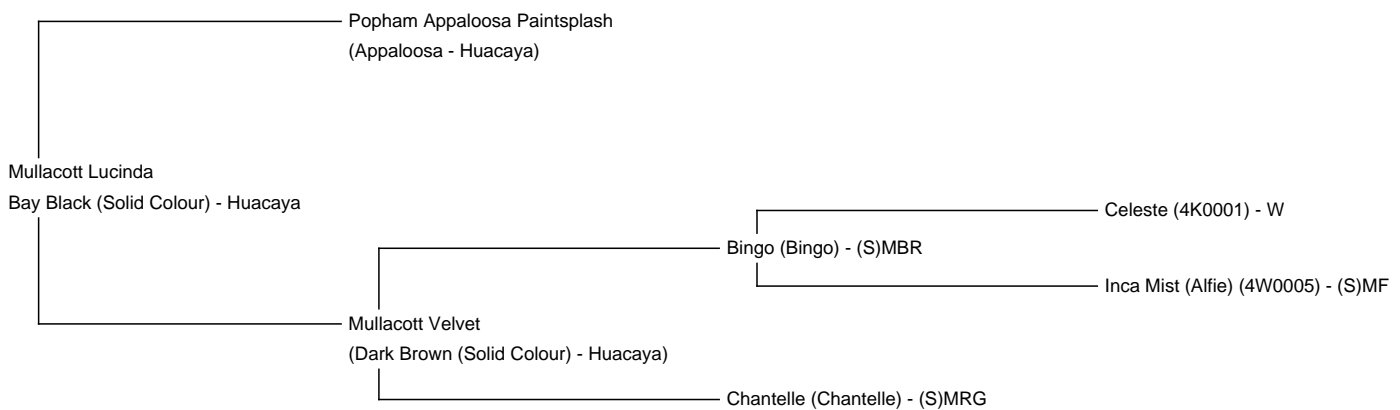 Popham Appaloosa Paintsplash
(Appaloosa - Huacaya)
Mullacott Lucinda
Bay Black (Solid Colour) - Huacaya
Celeste (4K0001) - W
Bingo (Bingo) - (S)MBR
Inca Mist (Alfie) (4W0005) - (S)MF
Mullacott Velvet
(Dark Brown (Solid Colour) - Huacaya)
Chantelle (Chantelle) - (S)MRG